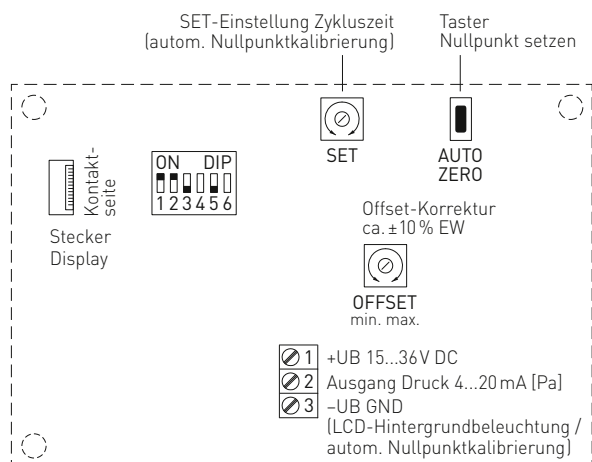 SET-Einstellung Zykluszeit
(autom. Nullpunktkalibrierung)
Taster
Nullpunkt setzen
SET
AUTO
ZERO
Kontakt-
seite
Stecker
Display
ON DIP
1 2 3 4 5 6
Offset-Korrektur
ca. ±10 % EW
OFFSET
min. max.
1 +UB 15...36 V DC
2 Ausgang Druck 4...20 mA [Pa]
3 –UB GND
(LCD-Hintergrundbeleuchtung /
autom. Nullpunktkalibrierung)